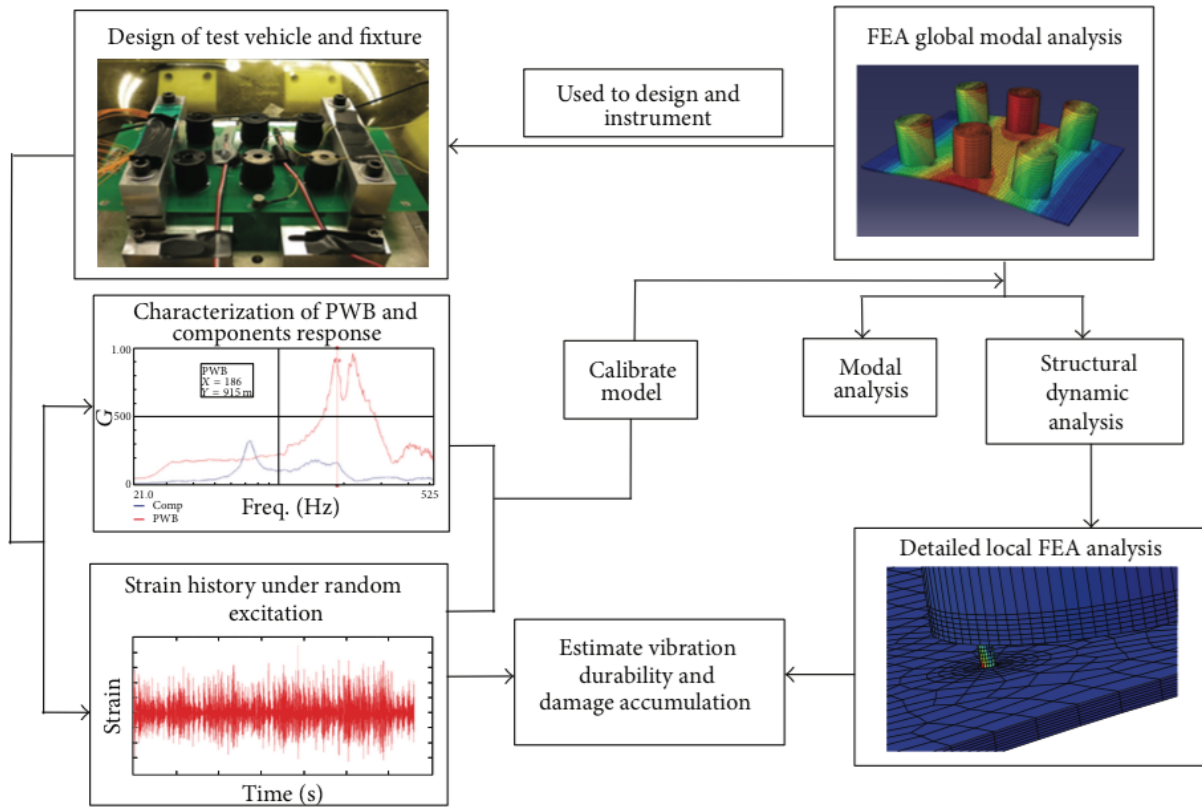 Design of test vehicle and fixture
FEA global modal analysis
Used to design and
instrument
Characterization of PWB and
components response
1.00
PWB
X = 186
Y = 915 m
G
500
0
21.0
525
Freq. (Hz)
Comp
PWB
Calibrate
model
Modal
analysis
Structural
dynamic
analysis
Strain history under random
excitation
Strain
Time (s)
Estimate vibration
durability and
damage accumulation
Detailed local FEA analysis